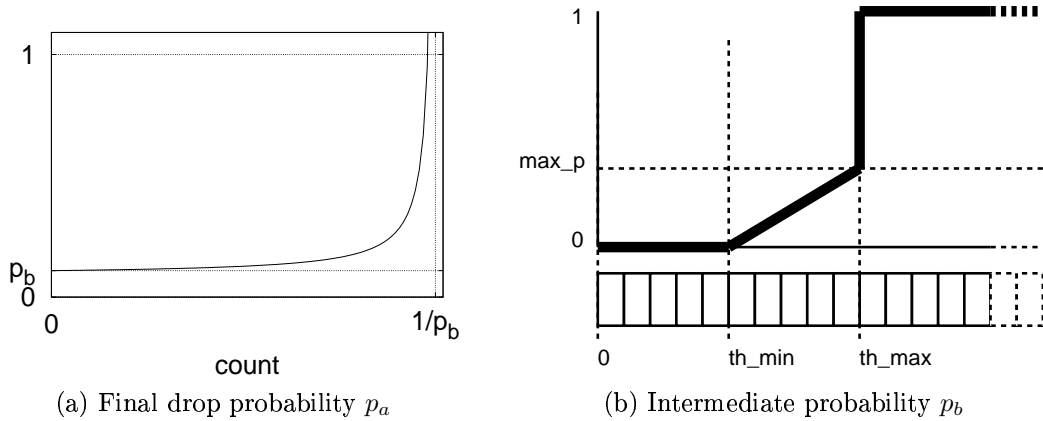 1
p_b
0
0
1/p_b
count
(a) Final drop probability p_a
1
max_p
0
0
th_min
th_max
(b) Intermediate probability p_b